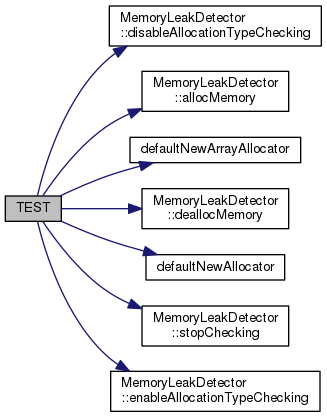 TEST
MemoryLeakDetector
::disableAllocationTypeChecking
MemoryLeakDetector
::allocMemory
defaultNewArrayAllocator
MemoryLeakDetector
::deallocMemory
defaultNewAllocator
MemoryLeakDetector
::stopChecking
MemoryLeakDetector
::enableAllocationTypeChecking